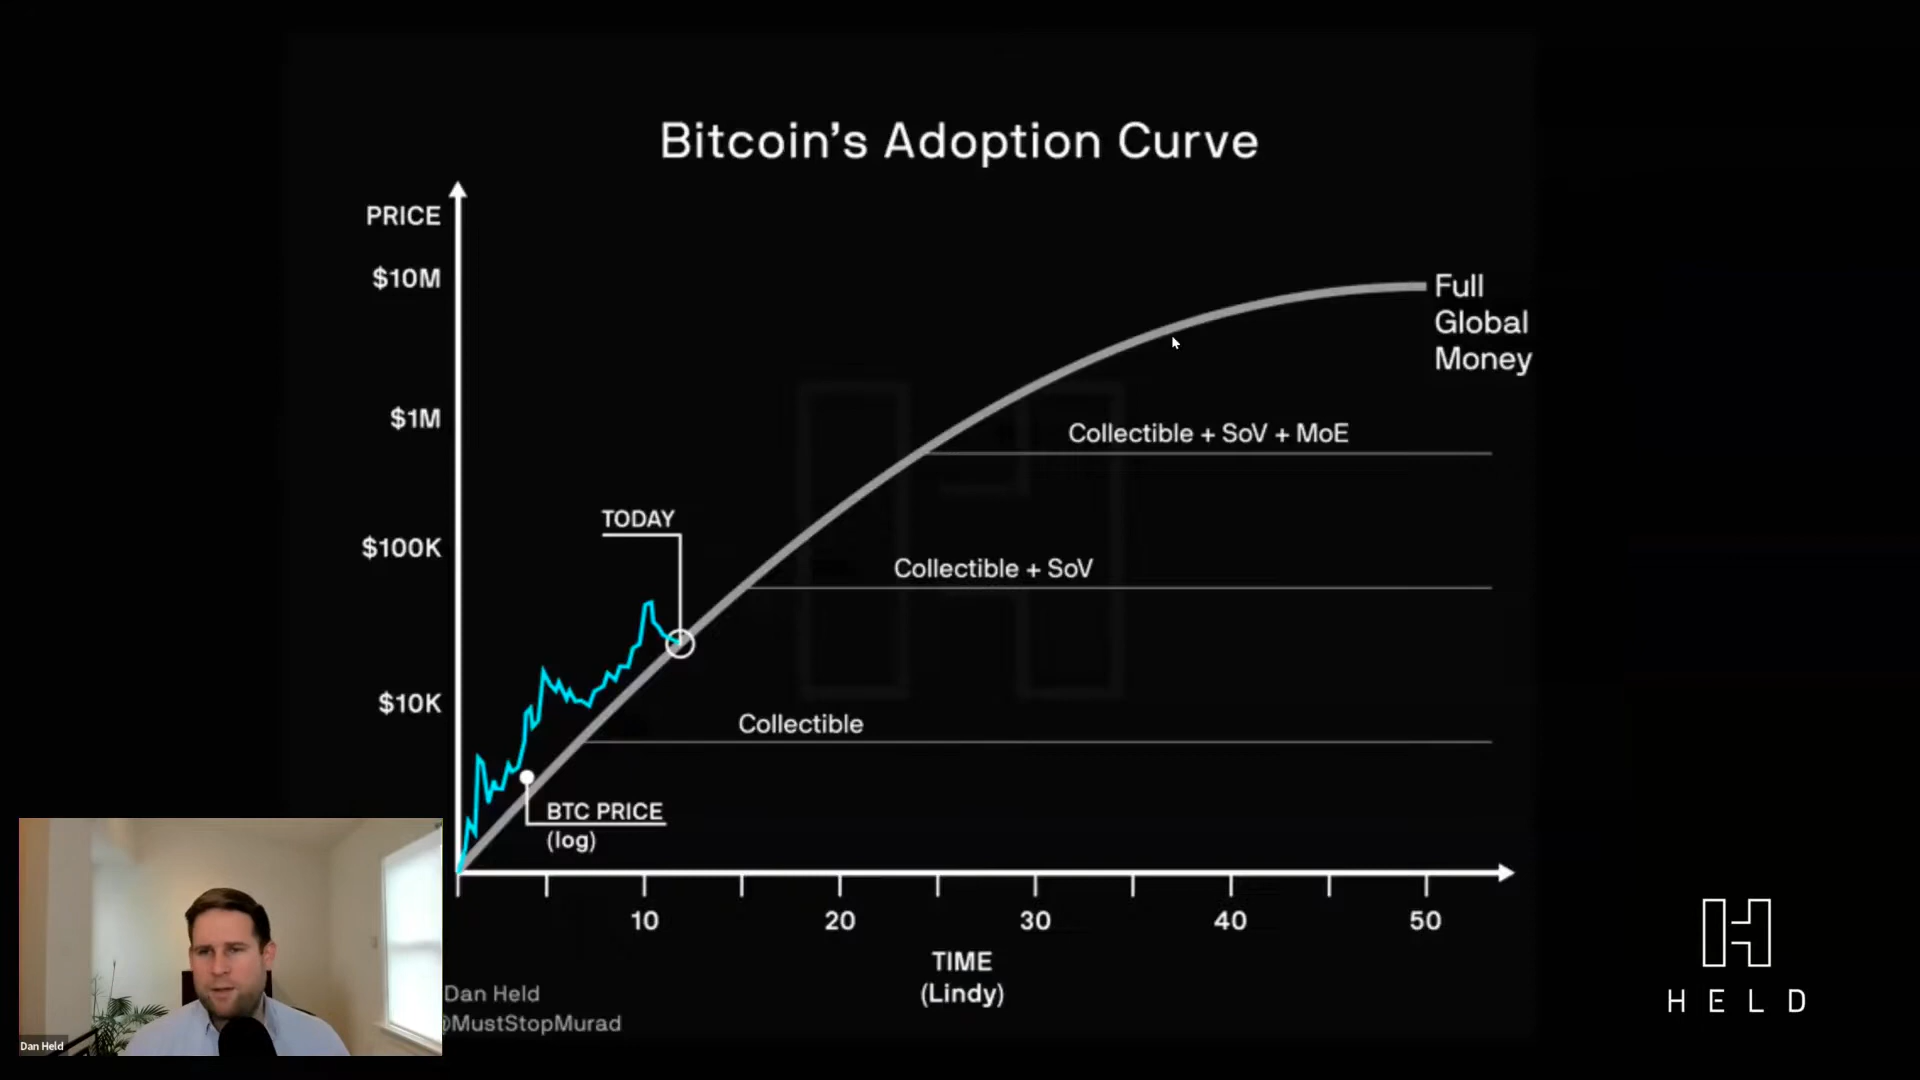 Bitcoin's Adoption Curve
PRICE
$10M
$1M
$100K
$10K
Full
Global
Money
Collectible + SoV + MoE
TODAY
Collectible + SoV
Collectible
BTC PRICE
(log)
10 20 30 40 50
TIME
(Lindy)
Dan Held
@MustStopMurad
Dan Held
HELD